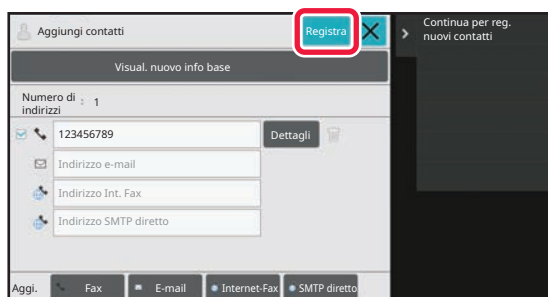 Aggiungi contatti
Registra
Continua per reg.
nuovi contatti
Visual. nuovo info base
Numero di
indirizzi : 1
123456789
Dettagli
Indirizzo e-mail
Indirizzo Int. Fax
Indirizzo SMTP diretto
Aggi. Fax E-mail Internet-Fax SMTP diretto